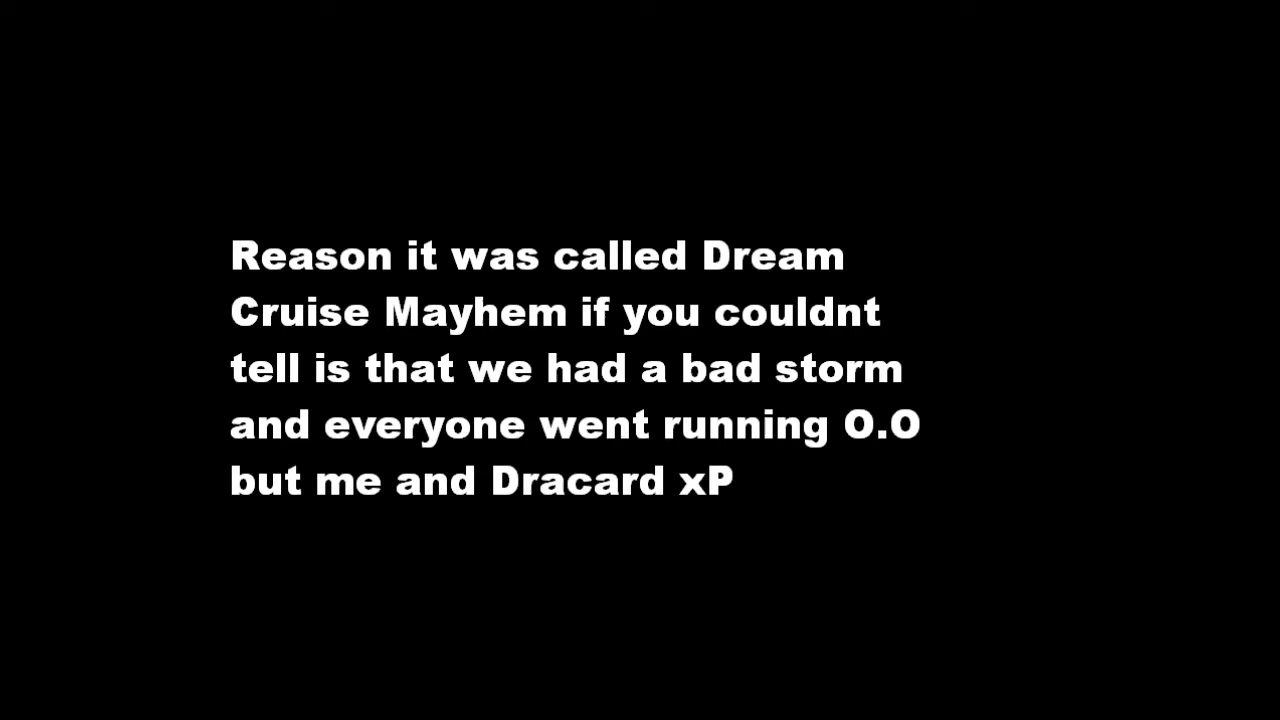 Reason it was called Dream
Cruise Mayhem if you couldnt
tell is that we had a bad storm
and everyone went running O.O
but me and Dracard xP